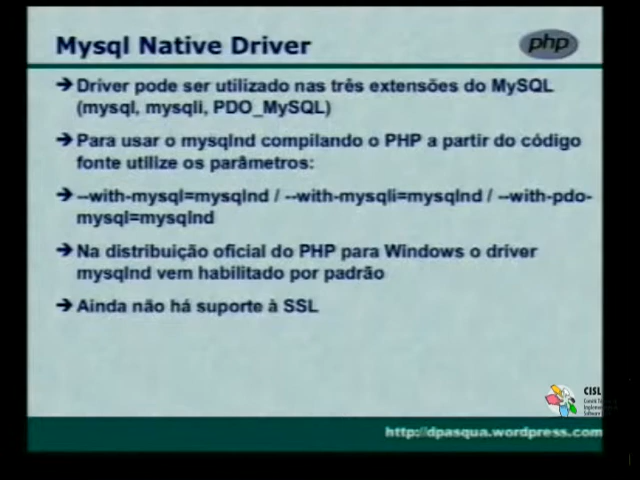 Mysql Native Driver
php
→ Driver pode ser utilizado nas três extensões do MySQL
(mysql, mysqli, PDO_MySQL)
→ Para usar o mysqlnd compilando o PHP a partir do código
fonte utilize os parâmetros:
→ --with-mysql=mysqlnd / --with-mysqli=mysqlnd / --with-pdo-
mysql=mysqlnd
→ Na distribuição oficial do PHP para Windows o driver
mysqlnd vem habilitado por padrão
→ Ainda não há suporte à SSL
CISL
http://dpasqua.wordpress.com